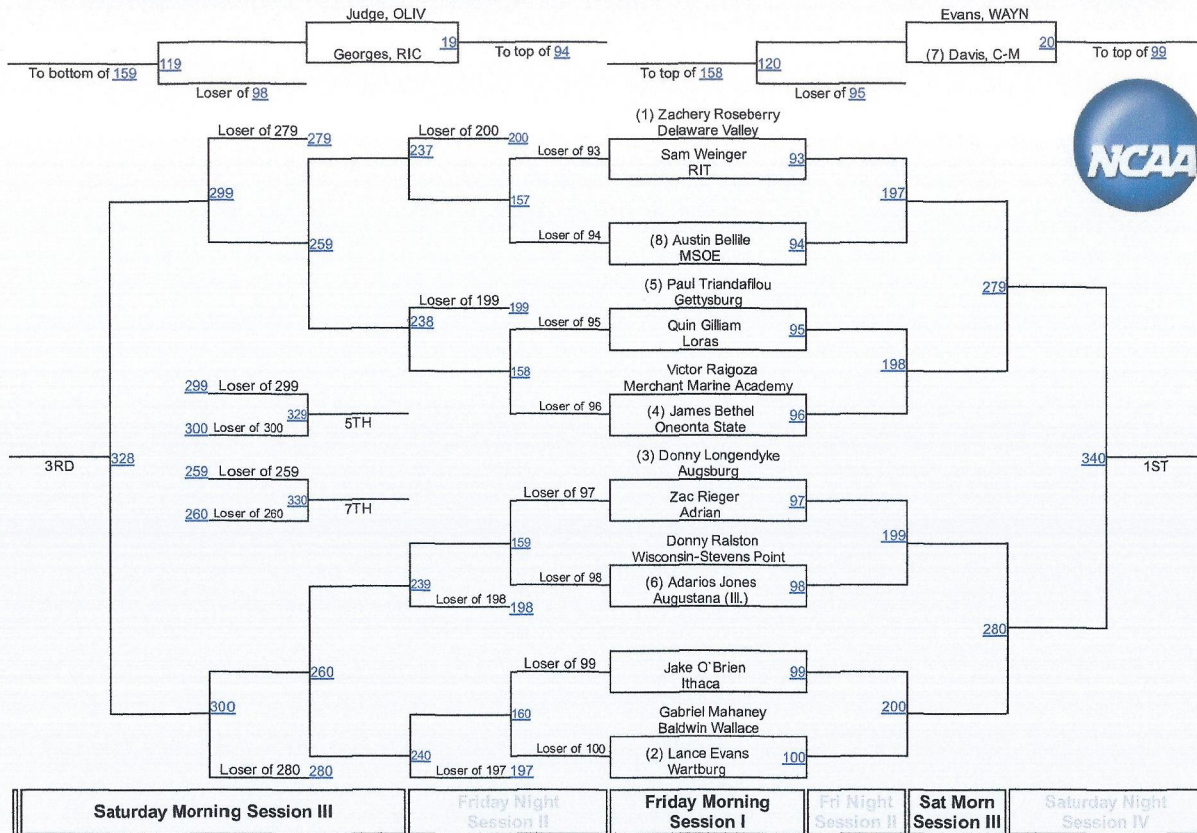 Judge, OLIV
Georges, RIC
19
To top of 94
119
To bottom of 159
Loser of 98
Evans, WAYN
(7) Davis, C-M
20
To top of 99
120
To top of 158
Loser of 95
NCAA
Loser of 279
279
299
259
Loser of 200
200
237
157
Loser of 93
Loser of 94
(1) Zachery Roseberry
Delaware Valley
Sam Weinger
RIT
93
197
(8) Austin Bellile
MSOE
94
Loser of 199
199
238
158
Loser of 95
Loser of 96
(5) Paul Triandafilou
Gettysburg
Quin Gilliam
Loras
95
198
Victor Raigoza
Merchant Marine Academy
(4) James Bethel
Oneonta State
96
279
299
Loser of 299
329
5TH
300
Loser of 300
3RD
328
259
Loser of 259
330
7TH
260
Loser of 260
340
1ST
(3) Donny Longendyke
Augsburg
Zac Rieger
Adrian
97
Loser of 97
159
199
Donny Ralston
Wisconsin-Stevens Point
(6) Adarios Jones
Augustana (Ill.)
98
Loser of 98
239
Loser of 198
198
280
260
300
Jake O`Brien
Ithaca
99
Loser of 99
160
200
Gabriel Mahaney
Baldwin Wallace
(2) Lance Evans
Wartburg
100
Loser of 100
240
Loser of 197
197
Loser of 280
280
Saturday Morning Session III
Friday Night
Session II
Friday Morning
Session I
Fri Night
Session II
Sat Morn
Session III
Saturday Night
Session IV